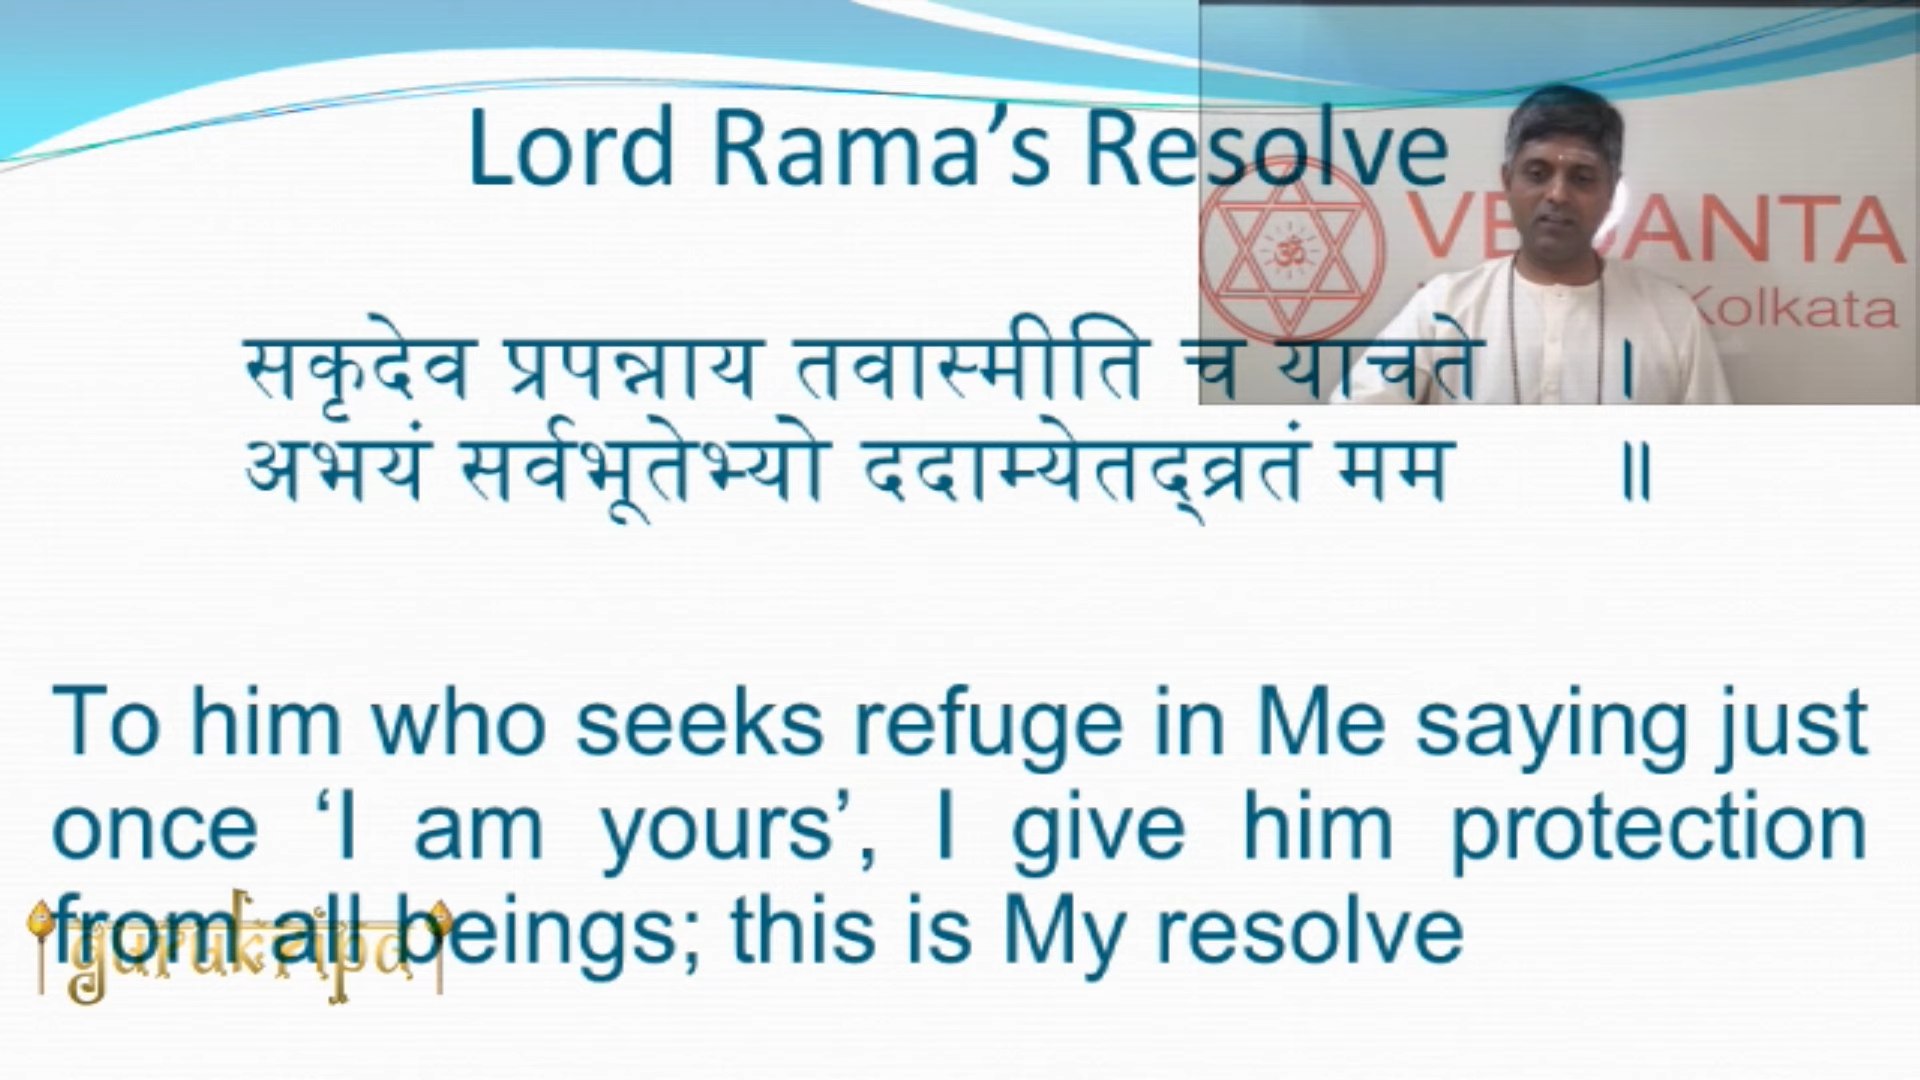 Lord Rama’s Resolve
VEDANTA
Kolkata
ॐ
सकृदेव प्रपन्नाय तवास्मीति च याचते ।
अभयं सर्वभूतेभ्यो ददाम्येतद्व्रतं मम ॥
To him who seeks refuge in Me saying just
once ‘I am yours’, I give him protection
from all beings; this is My resolve
gurukripa